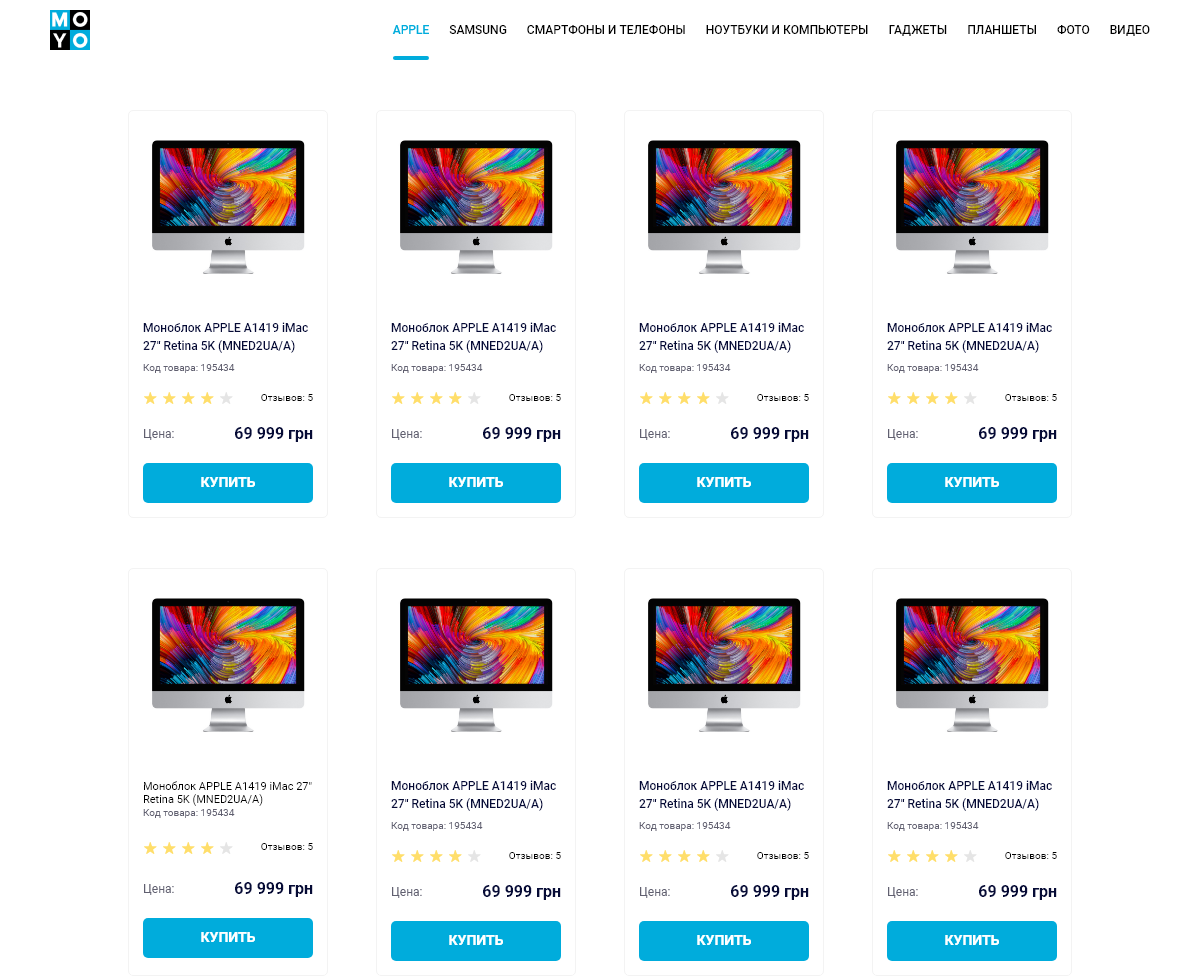 MO
YO
APPLE SAMSUNG СМАРТФОНЫ И ТЕЛЕФОНЫ НОУТБУКИ И КОМПЬЮТЕРЫ ГАДЖЕТЫ ПЛАНШЕТЫ ФОТО ВИДЕО
Моноблок APPLE A1419 iMac
27" Retina 5K (MNED2UA/A)
Код товара: 195434
Отзывов: 5
Цена: 69 999 грн
КУПИТЬ
Моноблок APPLE A1419 iMac
27" Retina 5K (MNED2UA/A)
Код товара: 195434
Отзывов: 5
Цена: 69 999 грн
КУПИТЬ
Моноблок APPLE A1419 iMac
27" Retina 5K (MNED2UA/A)
Код товара: 195434
Отзывов: 5
Цена: 69 999 грн
КУПИТЬ
Моноблок APPLE A1419 iMac
27" Retina 5K (MNED2UA/A)
Код товара: 195434
Отзывов: 5
Цена: 69 999 грн
КУПИТЬ
Моноблок APPLE A1419 iMac 27"
Retina 5K (MNED2UA/A)
Код товара: 195434
Отзывов: 5
Цена: 69 999 грн
КУПИТЬ
Моноблок APPLE A1419 iMac
27" Retina 5K (MNED2UA/A)
Код товара: 195434
Отзывов: 5
Цена: 69 999 грн
КУПИТЬ
Моноблок APPLE A1419 iMac
27" Retina 5K (MNED2UA/A)
Код товара: 195434
Отзывов: 5
Цена: 69 999 грн
КУПИТЬ
Моноблок APPLE A1419 iMac
27" Retina 5K (MNED2UA/A)
Код товара: 195434
Отзывов: 5
Цена: 69 999 грн
КУПИТЬ